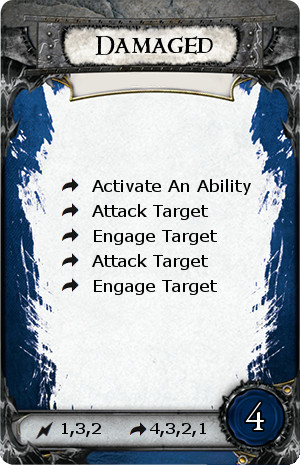 Damaged
Activate An Ability
Attack Target
Engage Target
Attack Target
Engage Target
4
1,3,2 4,3,2,1